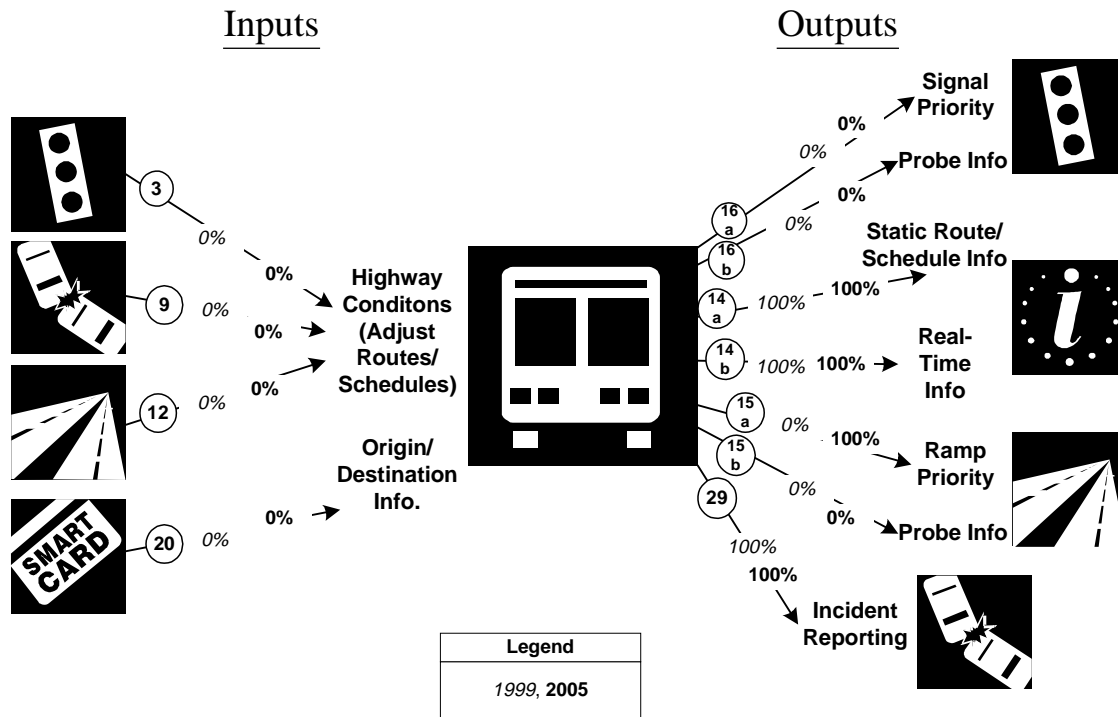 Inputs
Outputs
3
0%
0%
9
0%
0%
12
0%
0%
Highway
Conditons
(Adjust
Routes/
Schedules)
SMART
CARD
20
0%
0%
Origin/
Destination
Info.
16
a
0%
0%
Signal
Priority
16
b
0%
0%
Probe Info
14
a
100%
100%
Static Route/
Schedule Info
i
14
b
100%
100%
Real-
Time
Info
15
a
0%
100%
Ramp
Priority
15
b
0%
0%
Probe Info
29
100%
100%
Incident
Reporting
Legend
1999, 2005